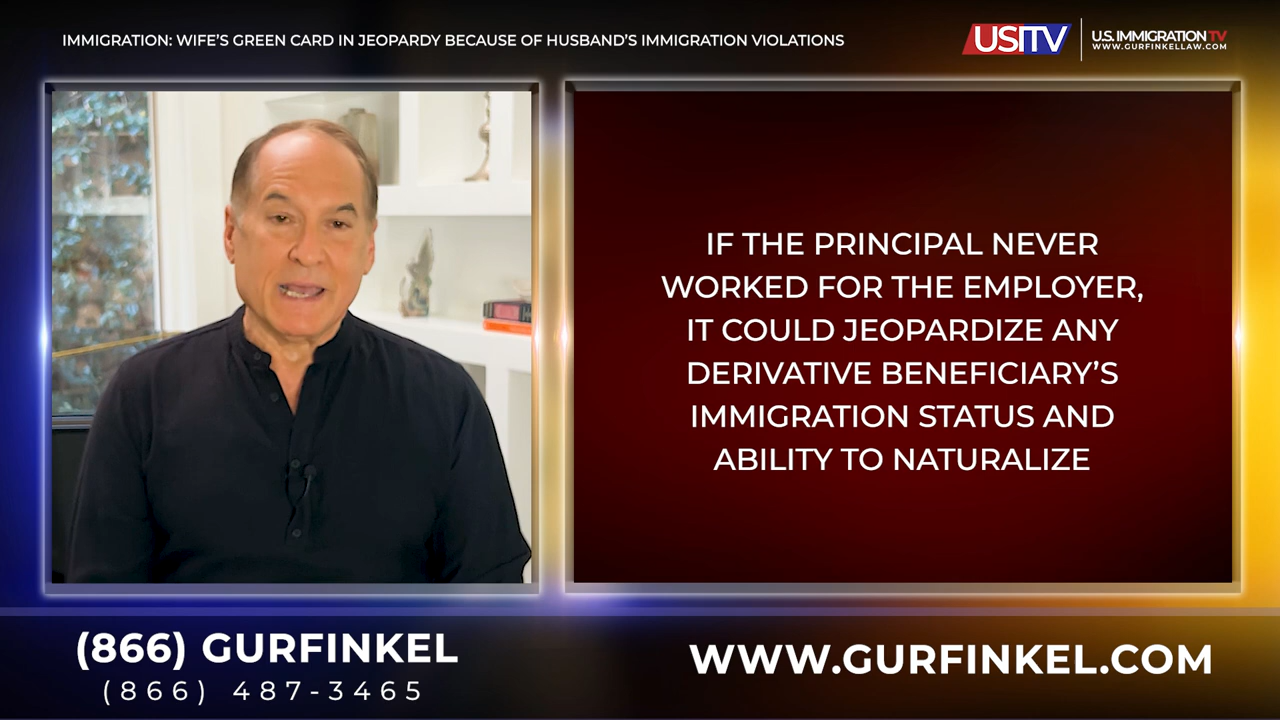 IMMIGRATION: WIFE'S GREEN CARD IN JEOPARDY BECAUSE OF HUSBAND'S IMMIGRATION VIOLATIONS
USITV
U.S. IMMIGRATION TV
WWW.GURFINKELLAW.COM
IF THE PRINCIPAL NEVER
WORKED FOR THE EMPLOYER,
IT COULD JEOPARDIZE ANY
DERIVATIVE BENEFICIARY'S
IMMIGRATION STATUS AND
ABILITY TO NATURALIZE
(866) GURFINKEL
(866) 487-3465
WWW.GURFINKEL.COM